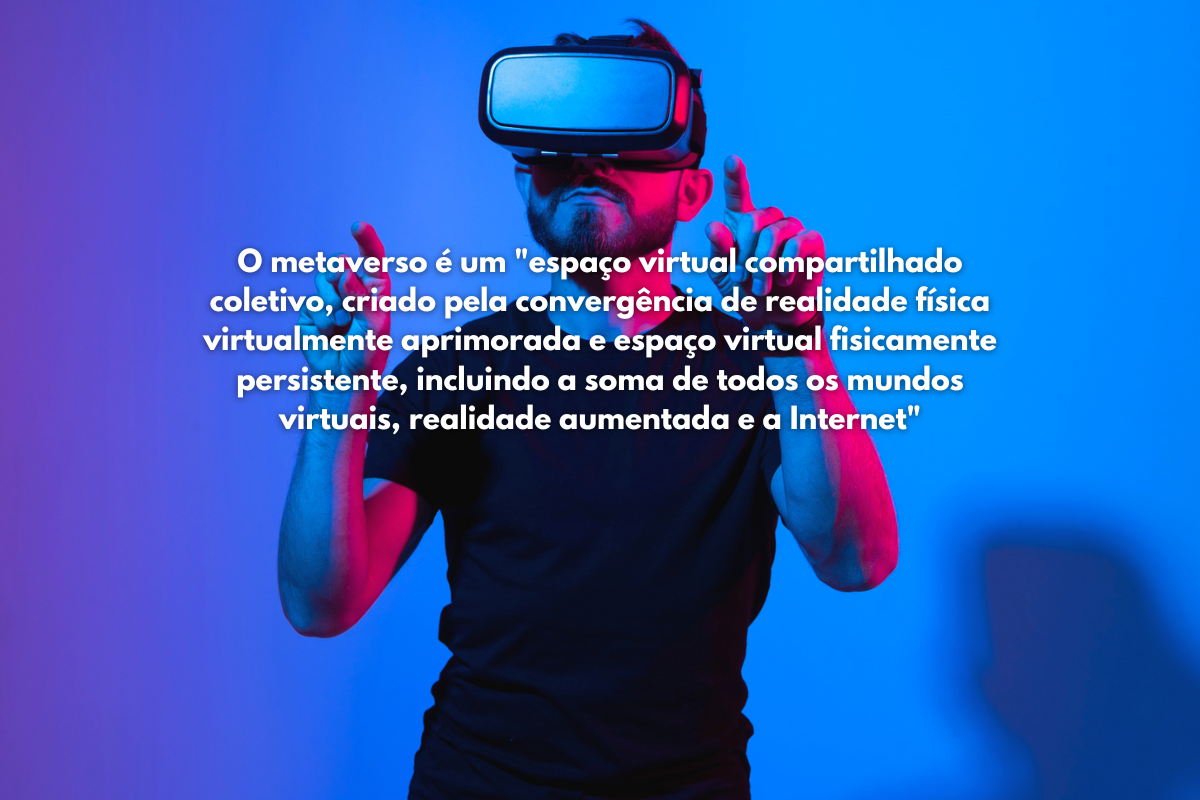 O metaverso é um "espaço virtual compartilhado
coletivo, criado pela convergência de realidade física
virtualmente aprimorada e espaço virtual fisicamente
persistente, incluindo a soma de todos os mundos
virtuais, realidade aumentada e a Internet"